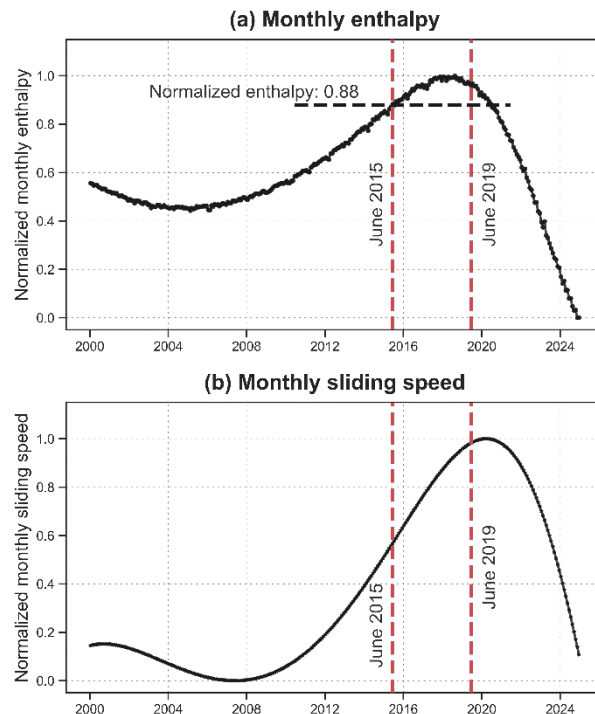 (a) Monthly enthalpy
Normalized monthly enthalpy
1.0
0.8
0.6
0.4
0.2
0.0
Normalized enthalpy: 0.88
June 2015
June 2019
2000 2004 2008 2012 2016 2020 2024
(b) Monthly sliding speed
Normalized monthly sliding speed
1.0
0.8
0.6
0.4
0.2
0.0
June 2015
June 2019
2000 2004 2008 2012 2016 2020 2024